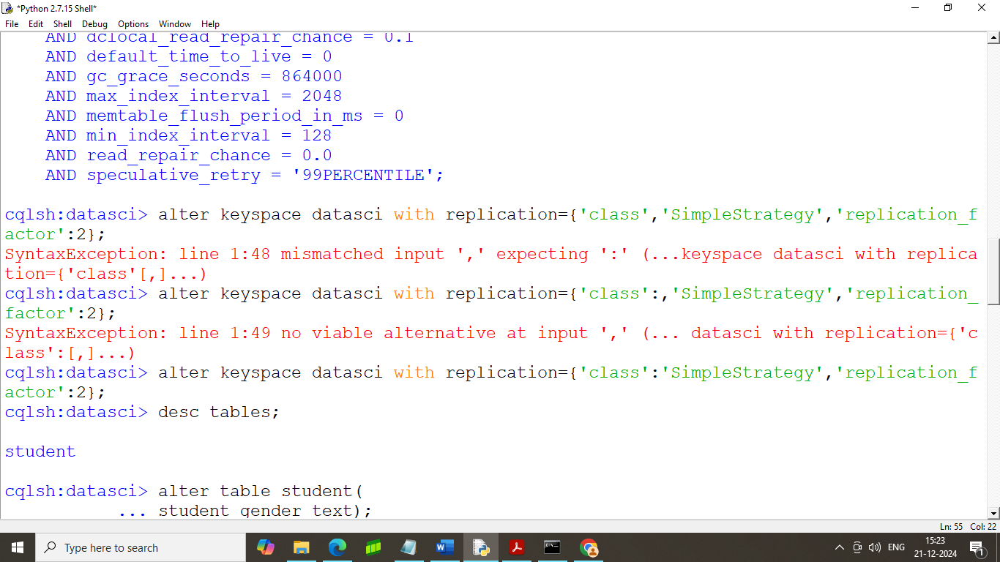 *Python 2.7.15 Shell*
File Edit Shell Debug Options Window Help
AND dclocal_read_repair_chance = 0.1
AND default_time_to_live = 0
AND gc_grace_seconds = 864000
AND max_index_interval = 2048
AND memtable_flush_period_in_ms = 0
AND min_index_interval = 128
AND read_repair_chance = 0.0
AND speculative_retry = '99PERCENTILE';
cqlsh:datasci> alter keyspace datasci with replication={'class','SimpleStrategy','replication_f
actor':2};
SyntaxException: line 1:48 mismatched input ',' expecting ':' (...keyspace datasci with replica
tion={'class'[,]...)
cqlsh:datasci> alter keyspace datasci with replication={'class':,'SimpleStrategy','replication_
factor':2};
SyntaxException: line 1:49 no viable alternative at input ',' (... datasci with replication={'c
lass':[,]...)
cqlsh:datasci> alter keyspace datasci with replication={'class':'SimpleStrategy','replication_f
actor':2};
cqlsh:datasci> desc tables;
student
cqlsh:datasci> alter table student(
... student_gender text);
Ln: 55 Col: 22
Type here to search
ENG
15:23
21-12-2024
1